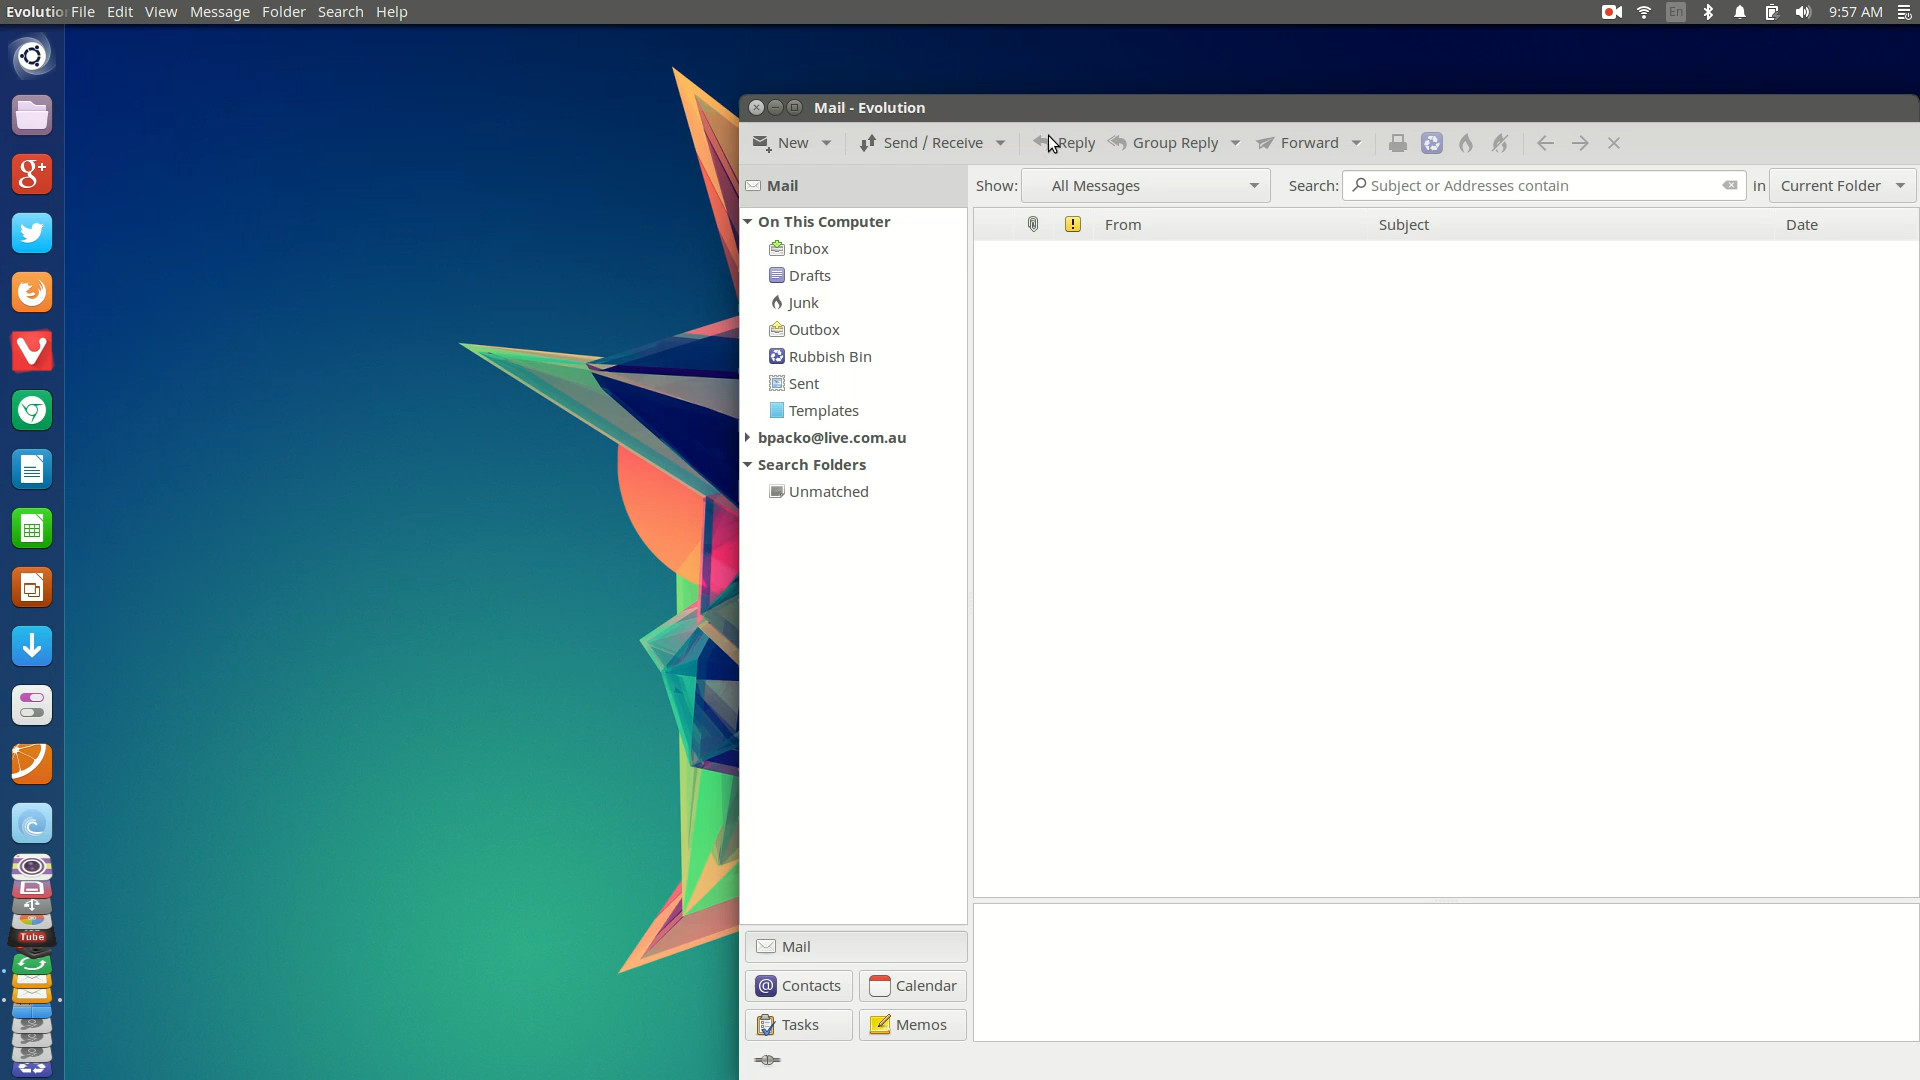 Evolutio File Edit View Message Folder Search Help
En 9:57 AM
Mail - Evolution
New Send / Receive Reply Group Reply Forward
Mail
Show: All Messages Search: Subject or Addresses contain in Current Folder
From Subject Date
On This Computer
Inbox
Drafts
Junk
Outbox
Rubbish Bin
Sent
Templates
bpacko@live.com.au
Search Folders
Unmatched
Mail
Contacts Calendar
Tasks Memos
g+
Tube